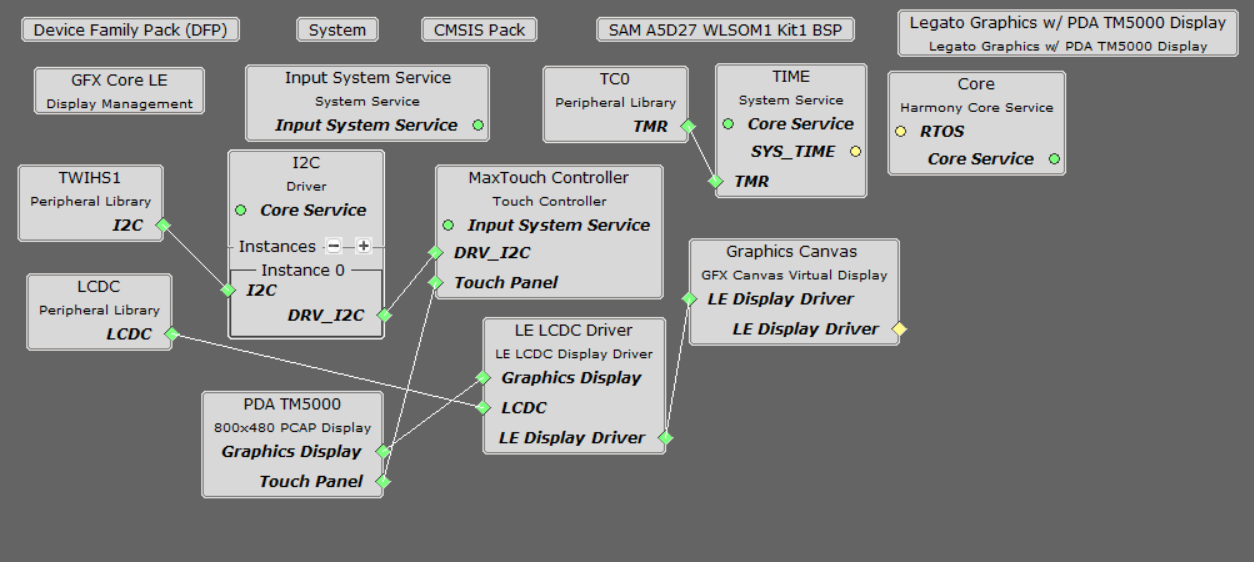 Device Family Pack (DFP)
System
CMSIS Pack
SAM A5D27 WLSOM1 Kit1 BSP
Legato Graphics w/ PDA TM5000 Display
Legato Graphics w/ PDA TM5000 Display
GFX Core LE
Display Management
Input System Service
System Service
Input System Service
TC0
Peripheral Library
TMR
TIME
System Service
Core Service
SYS_TIME
TMR
Core
Harmony Core Service
RTOS
Core Service
TWIHS1
Peripheral Library
I2C
I2C
Driver
Core Service
Instances
Instance 0
I2C
DRV_I2C
MaxTouch Controller
Touch Controller
Input System Service
DRV_I2C
Touch Panel
Graphics Canvas
GFX Canvas Virtual Display
LE Display Driver
LE Display Driver
LCDC
Peripheral Library
LCDC
LE LCDC Driver
LE LCDC Display Driver
Graphics Display
LCDC
LE Display Driver
PDA TM5000
800x480 PCAP Display
Graphics Display
Touch Panel